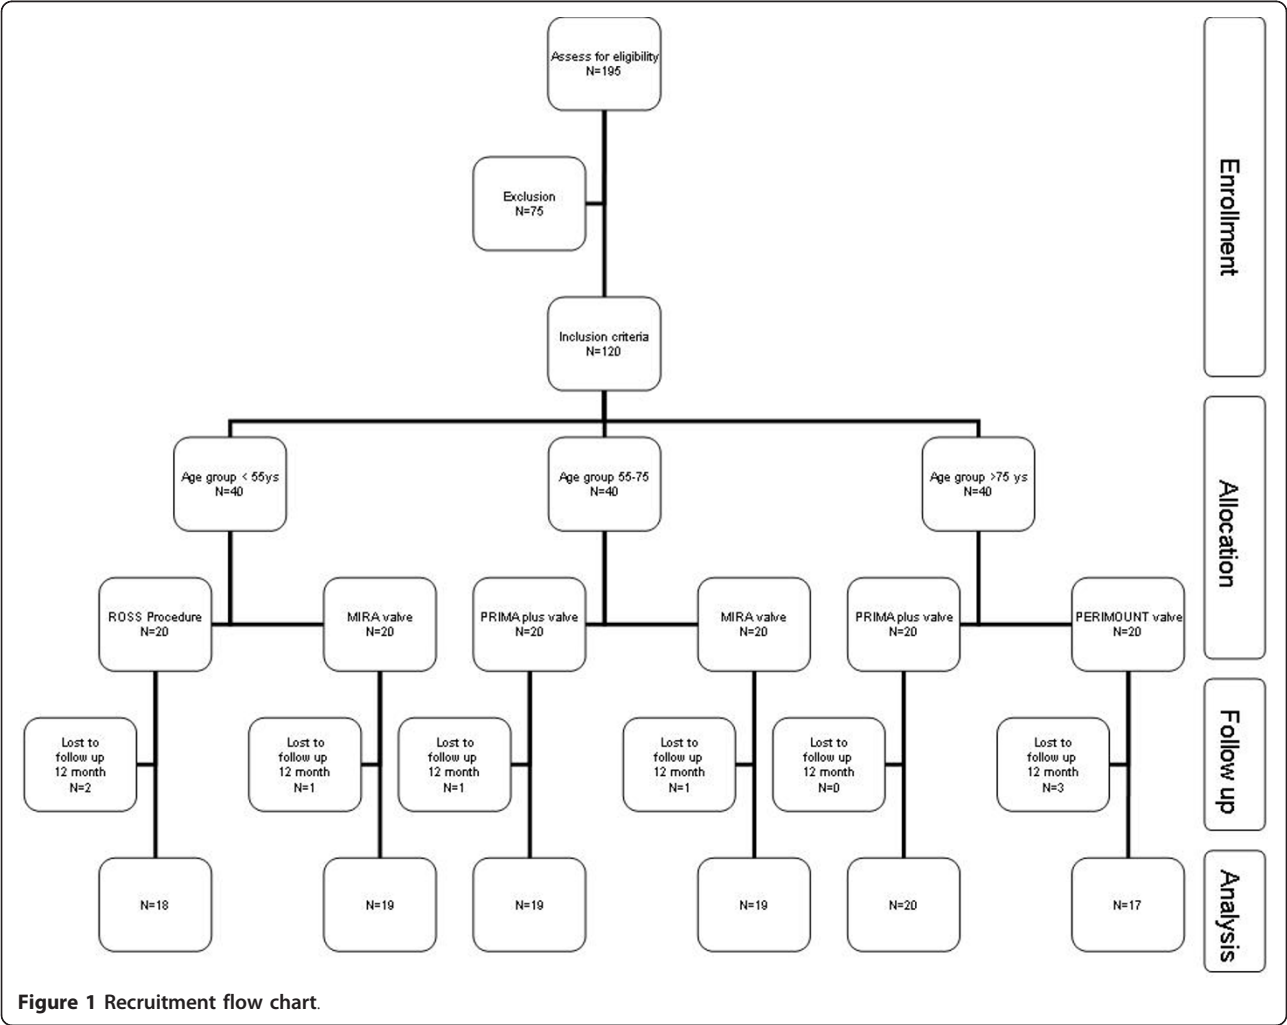 Assess for eligibility
N=195
Exclusion
N=75
Inclusion criteria
N=120
Enrollment
Age group < 55ys
N=40
Age group 55-75
N=40
Age group >75 ys
N=40
Allocation
ROSS Procedure
N=20
MIRA valve
N=20
PRIMA plus valve
N=20
MIRA valve
N=20
PRIMA plus valve
N=20
PERIMOUNT valve
N=20
Lost to
follow up
12 month
N=2
Lost to
follow up
12 month
N=1
Lost to
follow up
12 month
N=1
Lost to
follow up
12 month
N=1
Lost to
follow up
12 month
N=0
Lost to
follow up
12 month
N=3
Follow up
N=18
N=19
N=19
N=19
N=20
N=17
Analysis
Figure 1 Recruitment flow chart.